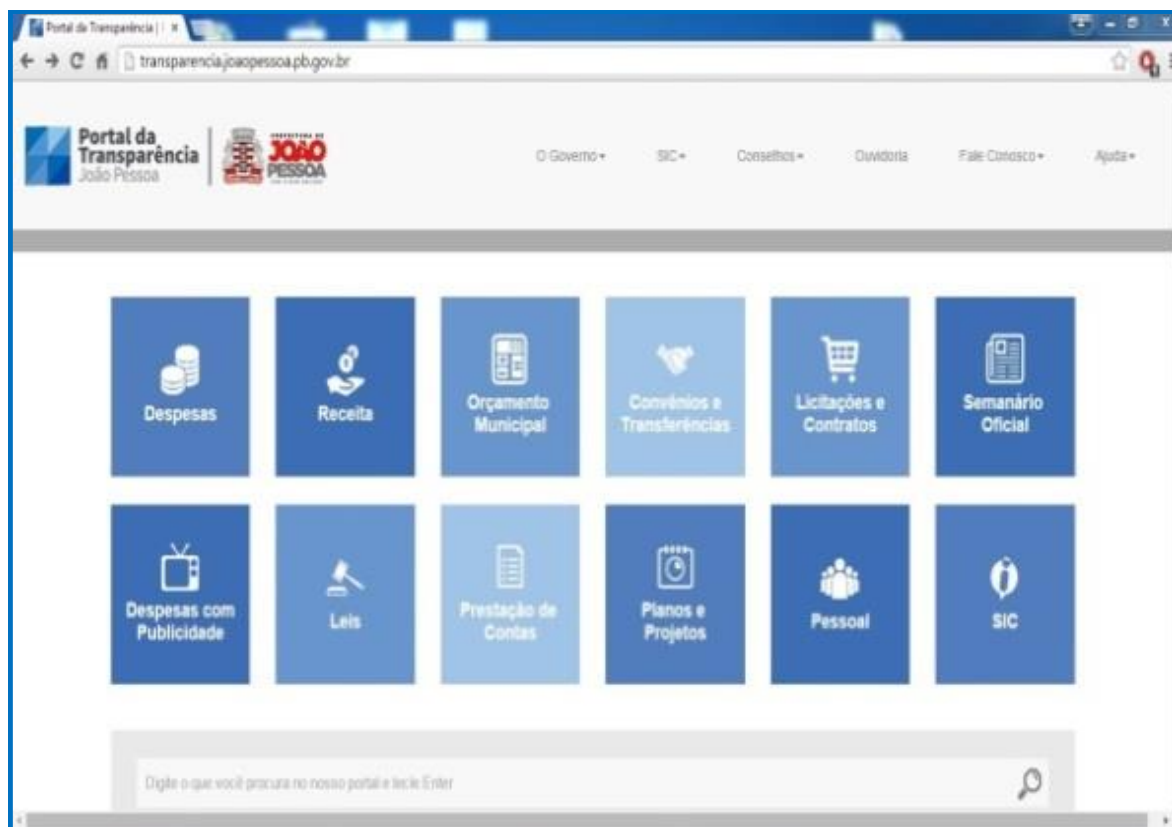 Portal da Transparência |
transparencia.joaopessoa.pb.gov.br
Portal da
Transparência
João Pessoa
PREFEITURA DE
JOÃO
PESSOA
O Governo
SIC
Conselhos
Ouvidoria
Fale Conosco
Ajuda
Despesas
Receita
Orçamento
Municipal
Convênios e
Transferências
Licitações e
Contratos
Semanário
Oficial
Despesas com
Publicidade
Leis
Prestação de
Contas
Planos e
Projetos
Pessoal
SIC
Digite o que você procura no nosso portal e tecle Enter